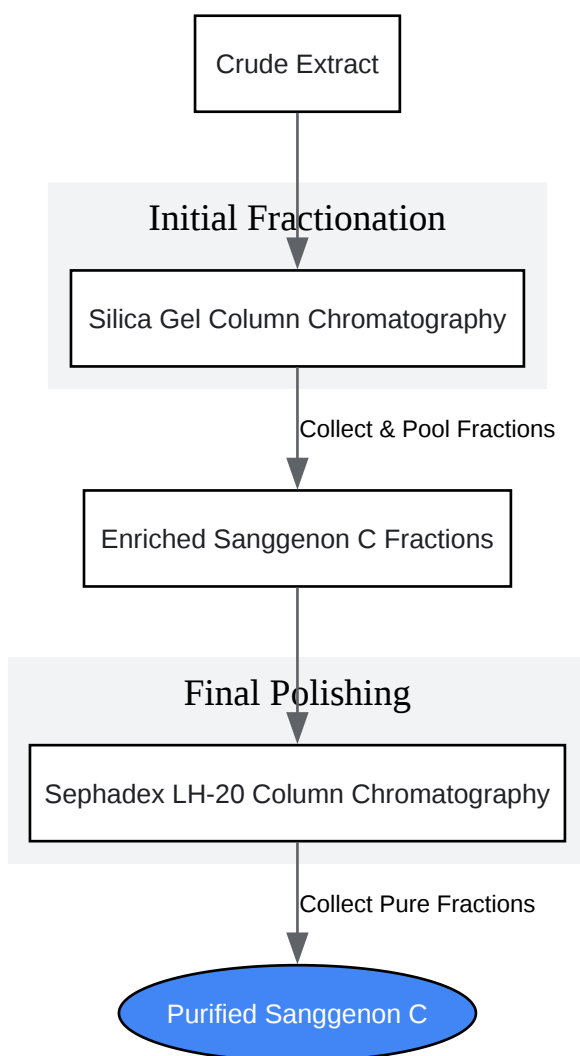 Crude Extract
Initial Fractionation
Silica Gel Column Chromatography
Collect & Pool Fractions
Enriched Sanggenon C Fractions
Final Polishing
Sephadex LH-20 Column Chromatography
Collect Pure Fractions
Purified Sanggenon C